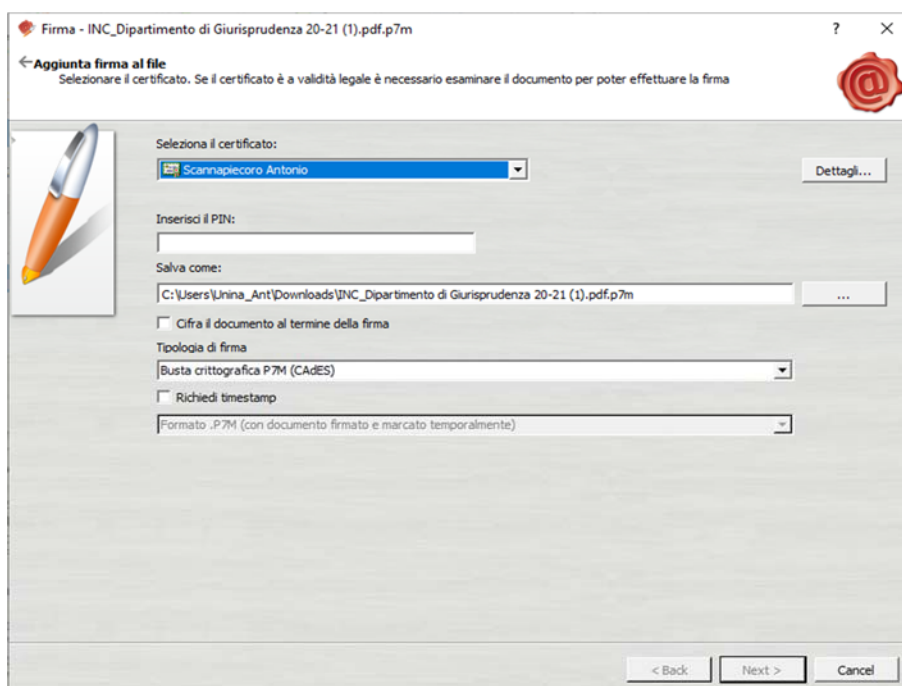 Firma - INC_Dipartimento di Giurisprudenza 20-21 (1).pdf.p7m
?
Aggiunta firma al file
Selezionare il certificato. Se il certificato è a validità legale è necessario esaminare il documento per poter effettuare la firma
Seleziona il certificato:
Scannapiecoro Antonio
Dettagli...
Inserisci il PIN:
Salva come:
C:\Users\Unina_Ant\Downloads\INC_Dipartimento di Giurisprudenza 20-21 (1).pdf.p7m
...
Cifra il documento al termine della firma
Tipologia di firma
Busta crittografica P7M (CAdES)
Richiedi timestamp
Formato .P7M (con documento firmato e marcato temporalmente)
< Back
Next >
Cancel